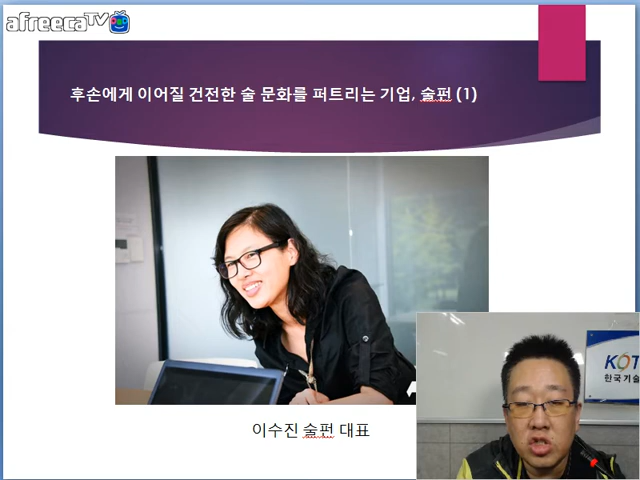 afreecaTV
후손에게 이어질 건전한 술 문화를 퍼트리는 기업, 술펀 (1)
KOT
한국기술
이수진 술펀 대표